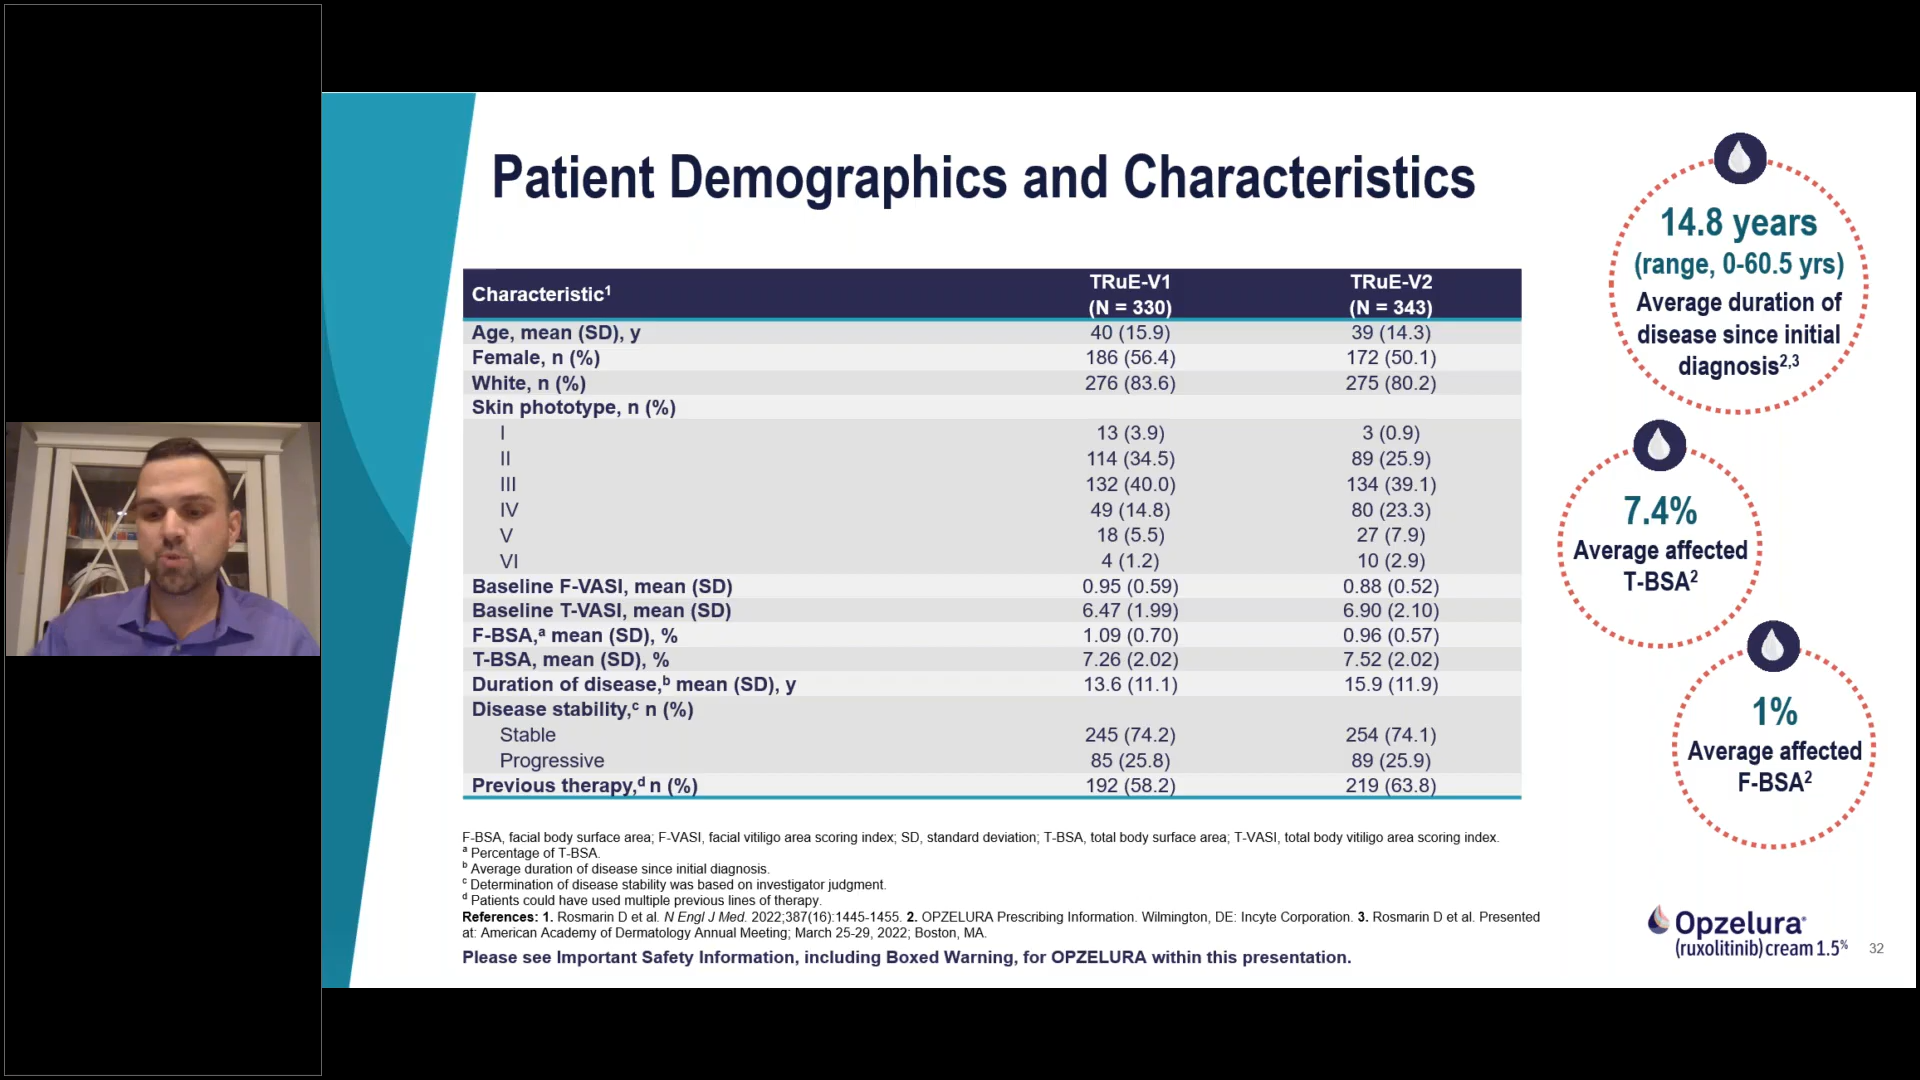 Patient Demographics and Characteristics
Characteristic¹ TRuE-V1 (N = 330) TRuE-V2 (N = 343)
Age, mean (SD), y 40 (15.9) 39 (14.3)
Female, n (%) 186 (56.4) 172 (50.1)
White, n (%) 276 (83.6) 275 (80.2)
Skin phototype, n (%)
I 13 (3.9) 3 (0.9)
II 114 (34.5) 89 (25.9)
III 132 (40.0) 134 (39.1)
IV 49 (14.8) 80 (23.3)
V 18 (5.5) 27 (7.9)
VI 4 (1.2) 10 (2.9)
Baseline F-VASI, mean (SD) 0.95 (0.59) 0.88 (0.52)
Baseline T-VASI, mean (SD) 6.47 (1.99) 6.90 (2.10)
F-BSA,ᵃ mean (SD), % 1.09 (0.70) 0.96 (0.57)
T-BSA, mean (SD), % 7.26 (2.02) 7.52 (2.02)
Duration of disease,ᵇ mean (SD), y 13.6 (11.1) 15.9 (11.9)
Disease stability,ᶜ n (%)
Stable 245 (74.2) 254 (74.1)
Progressive 85 (25.8) 89 (25.9)
Previous therapy,ᵈ n (%) 192 (58.2) 219 (63.8)
14.8 years
(range, 0-60.5 yrs)
Average duration of
disease since initial
diagnosis²,³
7.4%
Average affected
T-BSA²
1%
Average affected
F-BSA²
F-BSA, facial body surface area; F-VASI, facial vitiligo area scoring index; SD, standard deviation; T-BSA, total body surface area; T-VASI, total body vitiligo area scoring index.
ᵃ Percentage of T-BSA.
ᵇ Average duration of disease since initial diagnosis.
ᶜ Determination of disease stability was based on investigator judgment.
ᵈ Patients could have used multiple previous lines of therapy.
References: 1. Rosmarin D et al. N Engl J Med. 2022;387(16):1445-1455. 2. OPZELURA Prescribing Information. Wilmington, DE: Incyte Corporation. 3. Rosmarin D et al. Presented
at: American Academy of Dermatology Annual Meeting; March 25-29, 2022; Boston, MA.
Please see Important Safety Information, including Boxed Warning, for OPZELURA within this presentation.
Opzelura®
(ruxolitinib) cream 1.5%
32